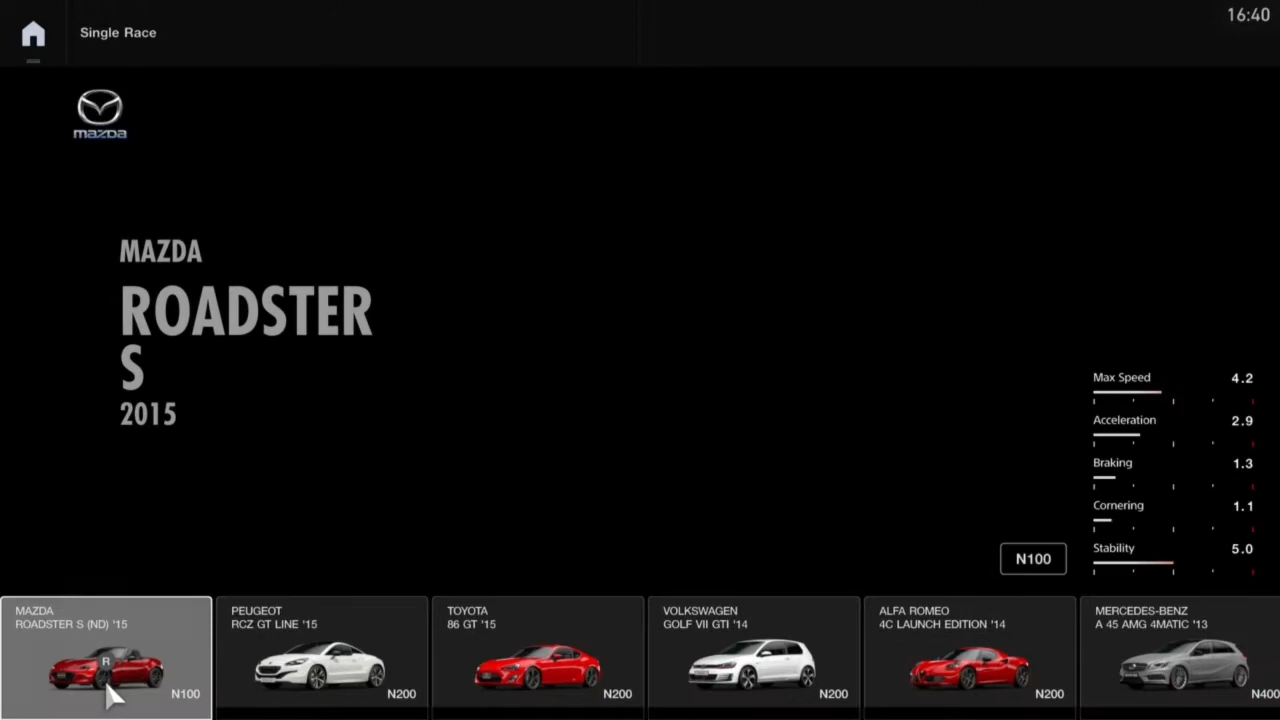 16:40
Single Race
mazda
MAZDA
ROADSTER
S
2015
Max Speed 4.2
Acceleration 2.9
Braking 1.3
Cornering 1.1
Stability 5.0
N100
MAZDA
ROADSTER S (ND) '15
R
N100
PEUGEOT
RCZ GT LINE '15
N200
TOYOTA
86 GT '15
N200
VOLKSWAGEN
GOLF VII GTI '14
N200
ALFA ROMEO
4C LAUNCH EDITION '14
N200
MERCEDES-BENZ
A 45 AMG 4MATIC '13
N400